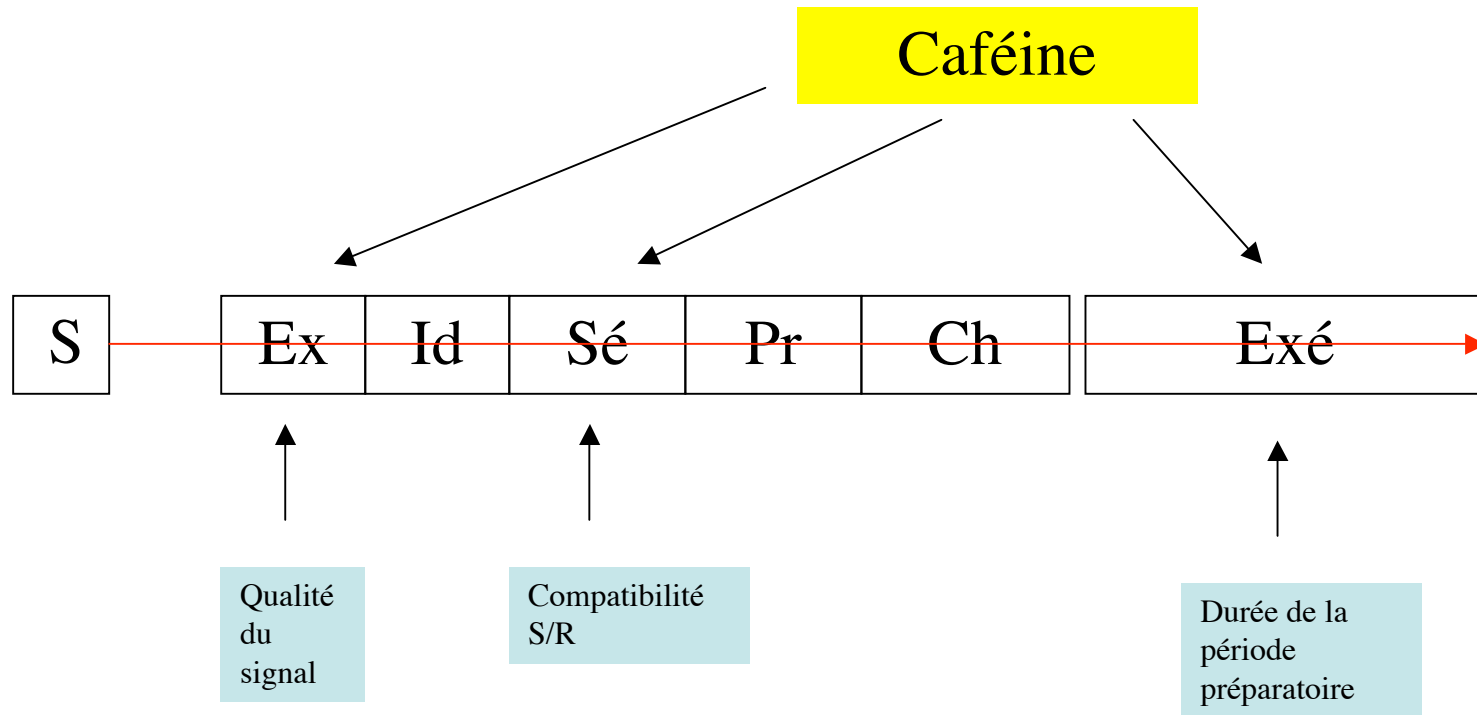 Caféine
S Ex Id Sé Pr Ch Exé
Qualité
du
signal
Compatibilité
S/R
Durée de la
période
préparatoire